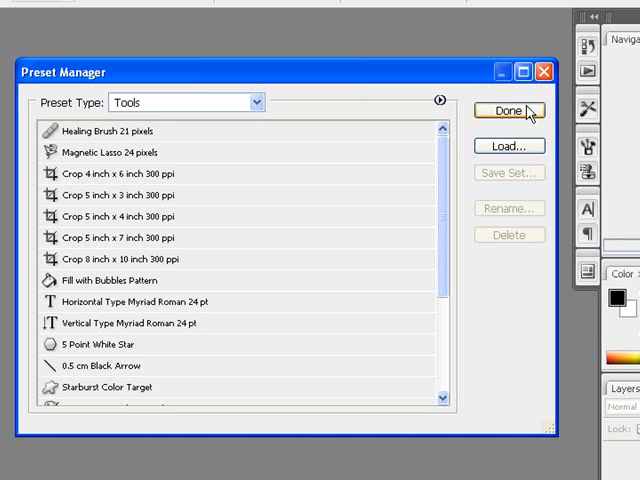 Preset Manager
Naviga
Preset Type: Tools
Done
Healing Brush 21 pixels
Magnetic Lasso 24 pixels
Load...
Crop 4 inch x 6 inch 300 ppi
Save Set...
Crop 5 inch x 3 inch 300 ppi
Rename...
Crop 5 inch x 4 inch 300 ppi
Delete
Crop 5 inch x 7 inch 300 ppi
Crop 8 inch x 10 inch 300 ppi
Fill with Bubbles Pattern
Color
Horizontal Type Myriad Roman 24 pt
Vertical Type Myriad Roman 24 pt
5 Point White Star
0.5 cm Black Arrow
Starburst Color Target
Layers
Normal
Lock: